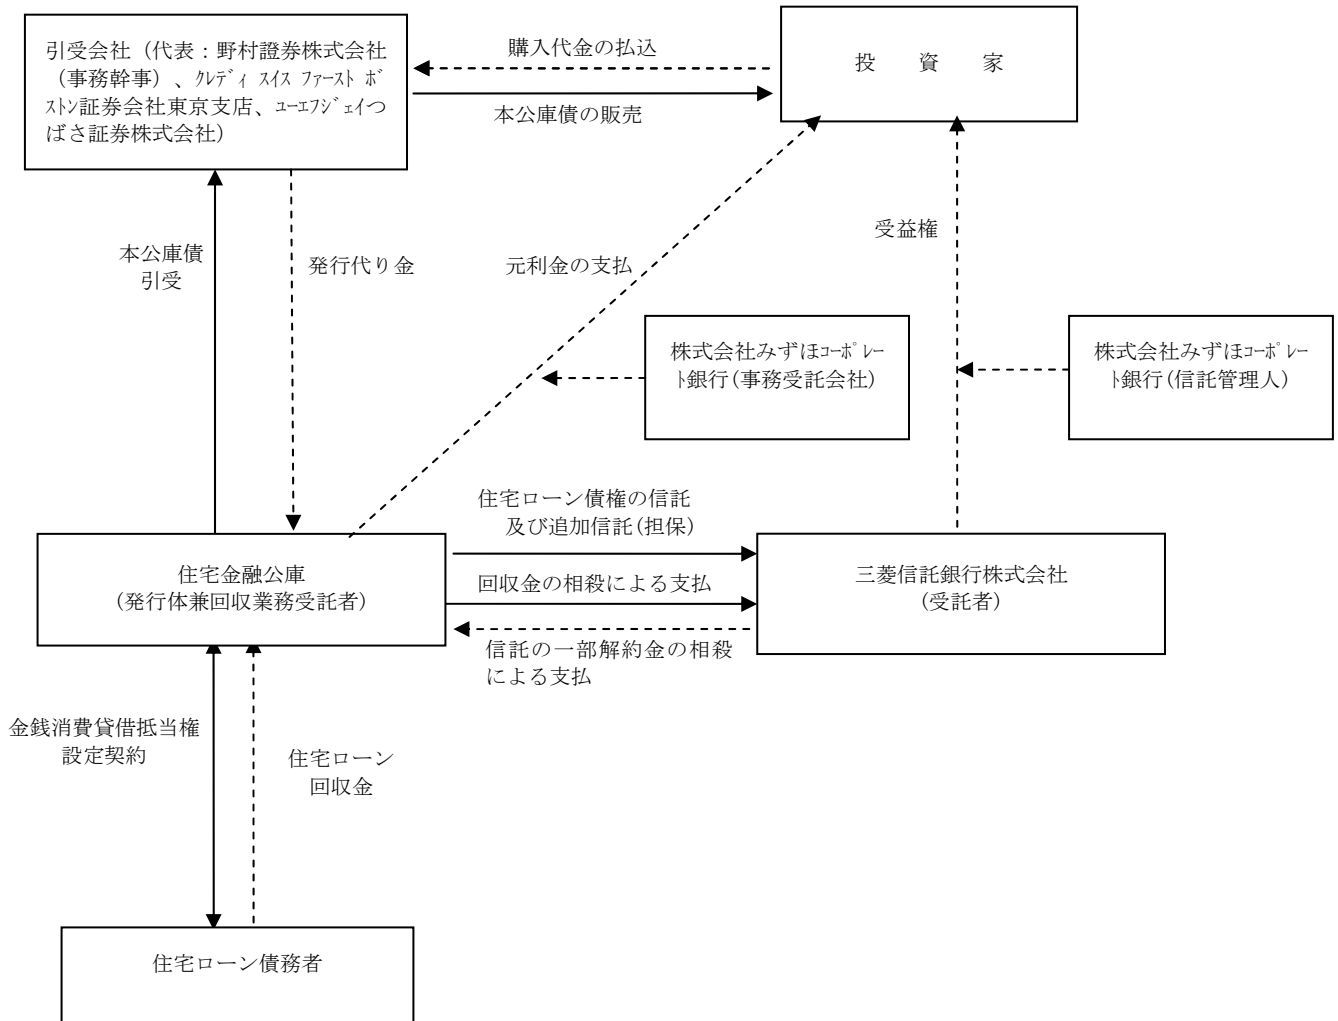 引受会社（代表：野村證券株式会社
（事務幹事）、ｸﾚﾃﾞｨ ｽｲｽ ﾌｧｰｽﾄ ﾎﾞ
ｽﾄﾝ証券会社東京支店、ﾕｰｴﾌｼﾞｪｲつ
ばさ証券株式会社）
購入代金の払込
本公庫債の販売
投　資　家
本公庫債
引受
発行代り金
元利金の支払
受益権
株式会社みずほｺｰﾎﾟﾚｰ
ﾄ銀行(事務受託会社)
株式会社みずほｺｰﾎﾟﾚｰ
ﾄ銀行(信託管理人)
住宅ローン債権の信託
及び追加信託(担保)
住宅金融公庫
(発行体兼回収業務受託者)
回収金の相殺による支払
三菱信託銀行株式会社
(受託者)
信託の一部解約金の相殺
による支払
金銭消費貸借抵当権
設定契約
住宅ローン
回収金
住宅ローン債務者